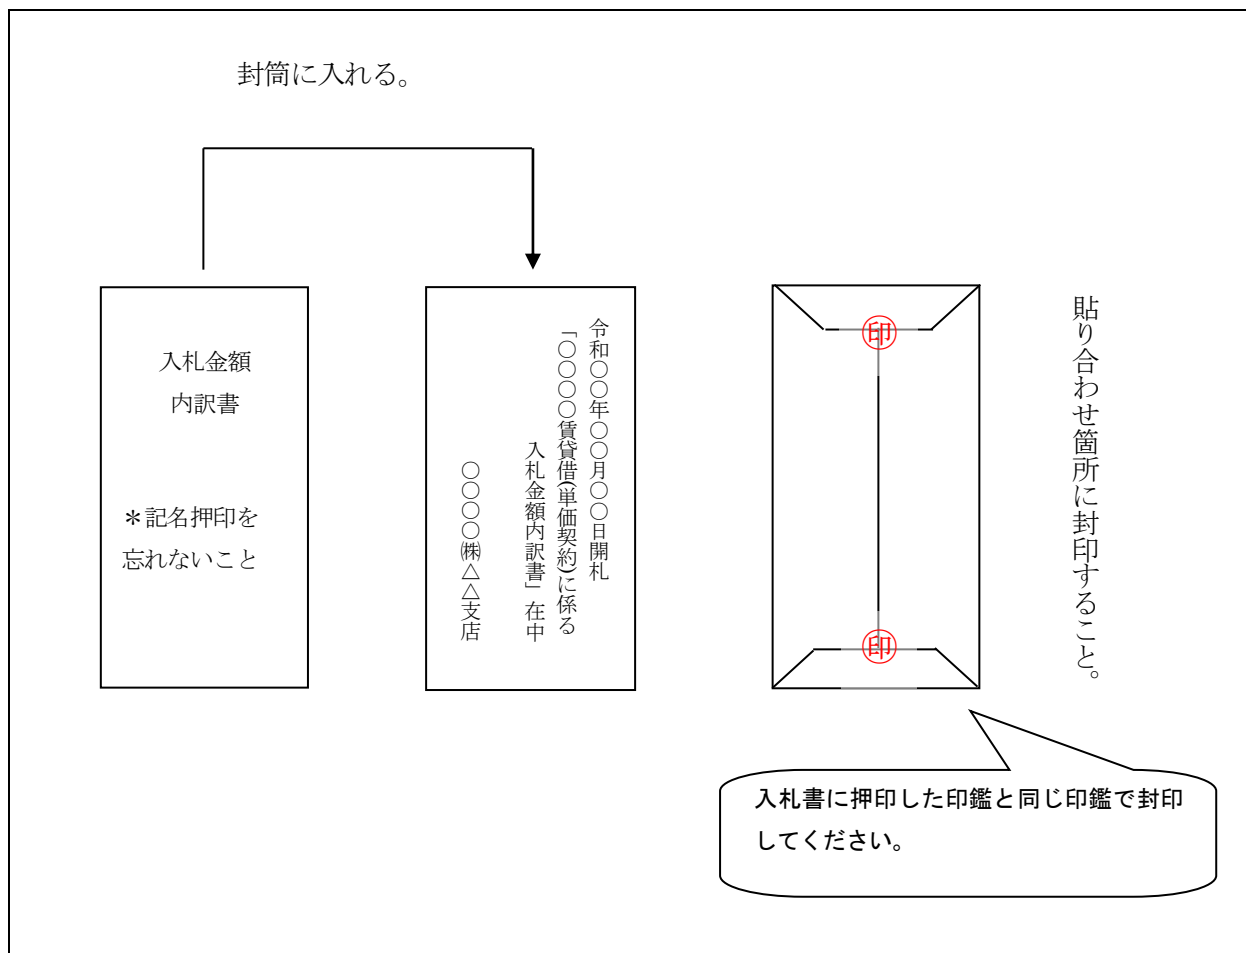 封筒に入れる。
入札金額
内訳書
＊記名押印を
忘れないこと
令和〇〇年〇〇月〇〇日開札
「〇〇〇〇賃貸借(単価契約)に係る
入札金額内訳書」在中
〇〇〇〇㈱△△支店
印
印
貼り合わせ箇所に封印すること。
入札書に押印した印鑑と同じ印鑑で封印
してください。